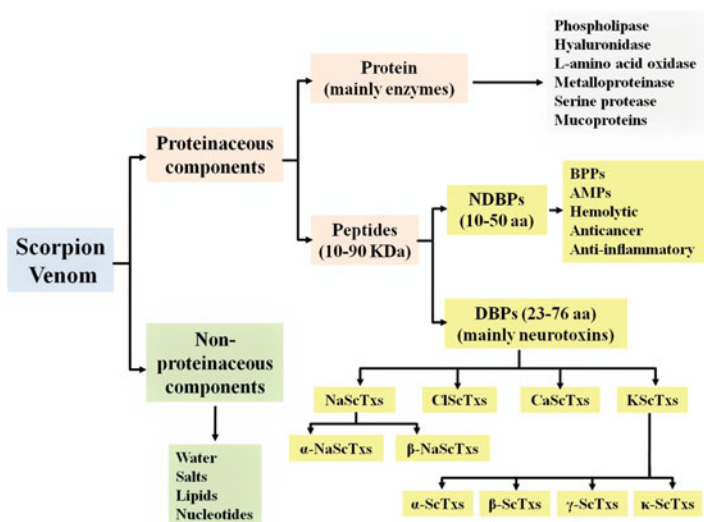 Scorpion
Venom
Proteinaceous
components
Non-
proteinaceous
components
Water
Salts
Lipids
Nucleotides
Protein
(mainly enzymes)
Phospholipase
Hyaluronidase
L-amino acid oxidase
Metalloproteinase
Serine protease
Mucoproteins
Peptides
(10-90 KDa)
NDBPs
(10-50 aa)
BPPs
AMPs
Hemolytic
Anticancer
Anti-inflammatory
DBPs (23-76 aa)
(mainly neurotoxins)
NaScTxs
ClScTxs
CaScTxs
KScTxs
α-NaScTxs
β-NaScTxs
α-ScTxs
β-ScTxs
γ-ScTxs
κ-ScTxs